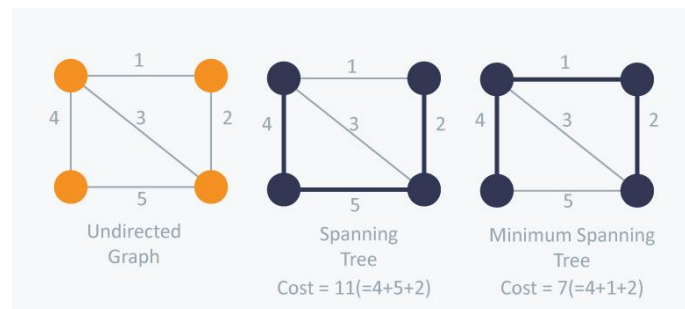 1
4
3
2
5
Undirected
Graph
1
4
3
2
5
Spanning
Tree
Cost = 11(=4+5+2)
1
4
3
2
5
Minimum Spanning
Tree
Cost = 7(=4+1+2)